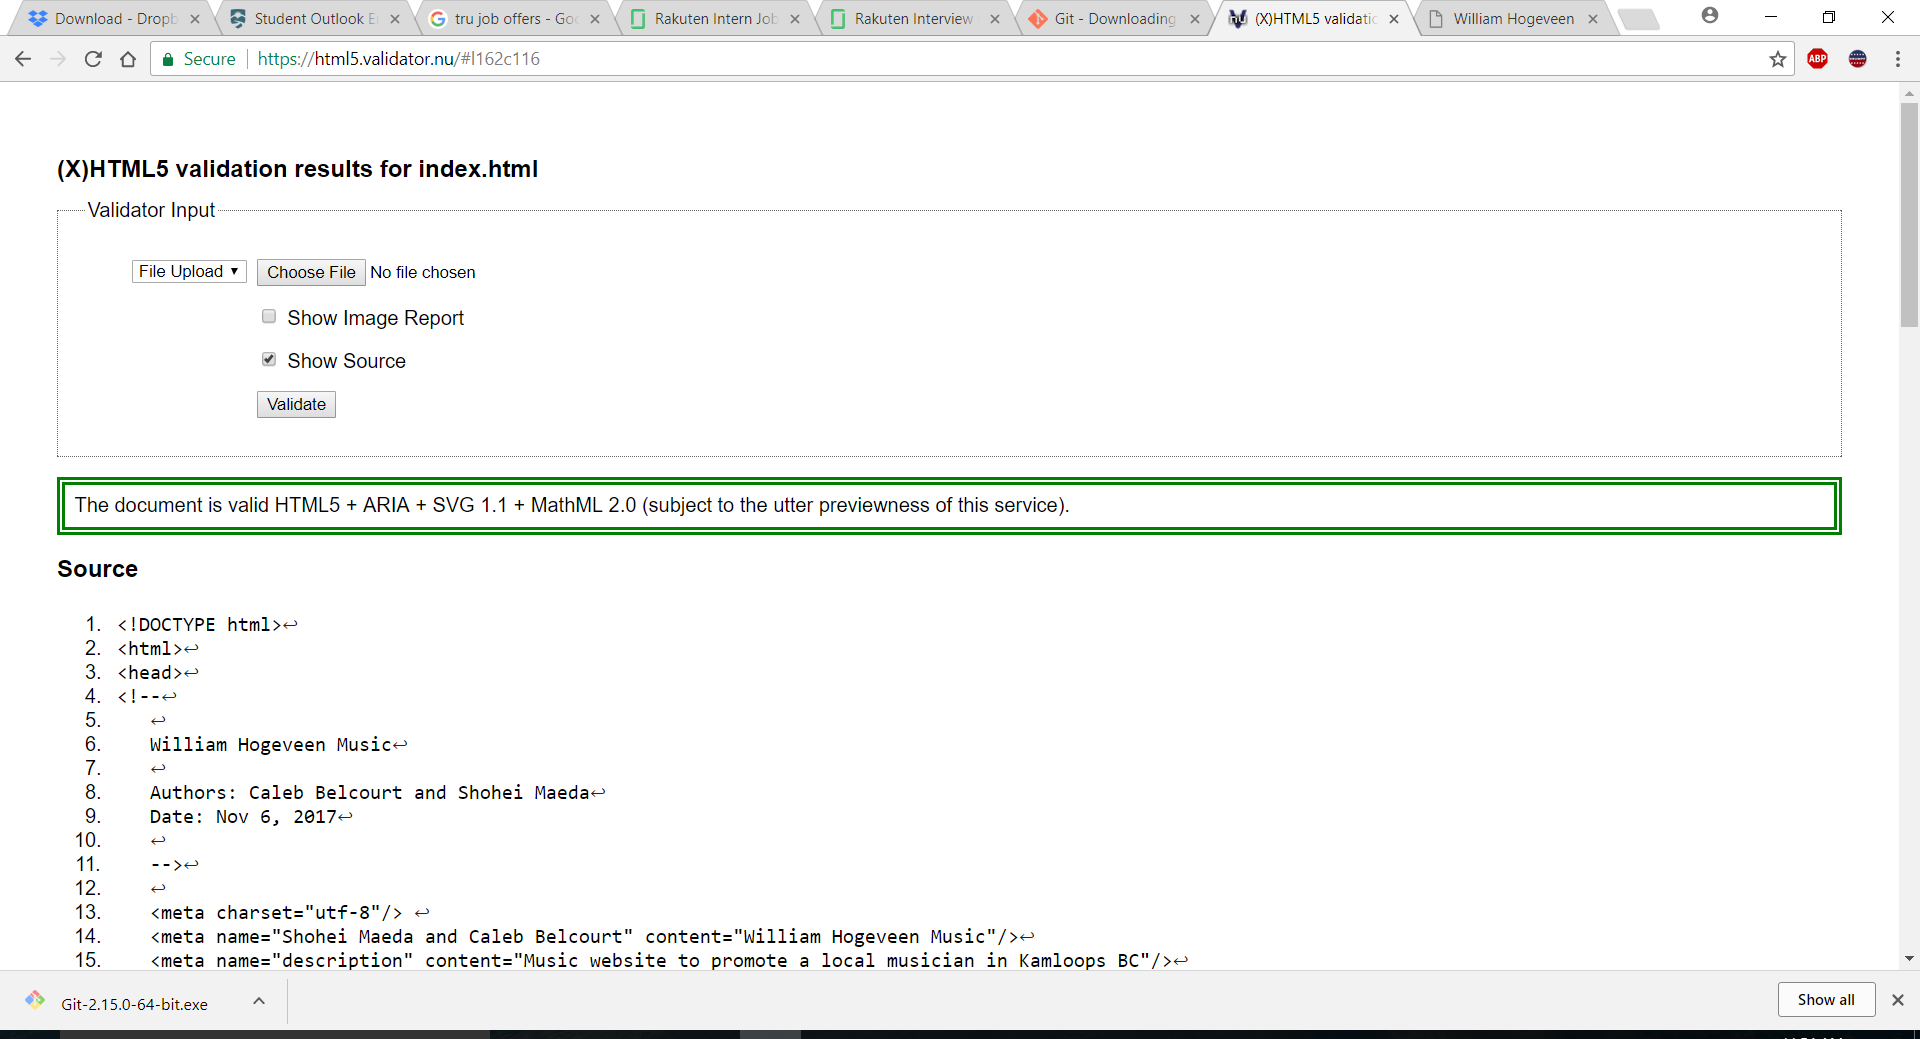 Download - Dropb
Student Outlook E
tru job offers - Goo
Rakuten Intern Job
Rakuten Interview
Git - Downloading
(X)HTML5 validatic
William Hogeveen
Secure
https://html5.validator.nu/#l162c116
ABP
(X)HTML5 validation results for index.html
Validator Input
File Upload
Choose File No file chosen
Show Image Report
Show Source
Validate
The document is valid HTML5 + ARIA + SVG 1.1 + MathML 2.0 (subject to the utter previewness of this service).
Source
1. <!DOCTYPE html>↩
2. <html>↩
3. <head>↩
4. <!--↩
5. ↩
6. William Hogeveen Music↩
7. ↩
8. Authors: Caleb Belcourt and Shohei Maeda↩
9. Date: Nov 6, 2017↩
10. ↩
11. -->↩
12. ↩
13. <meta charset="utf-8"/> ↩
14. <meta name="Shohei Maeda and Caleb Belcourt" content="William Hogeveen Music"/>↩
15. <meta name="description" content="Music website to promote a local musician in Kamloops BC"/>↩
Git-2.15.0-64-bit.exe
Show all